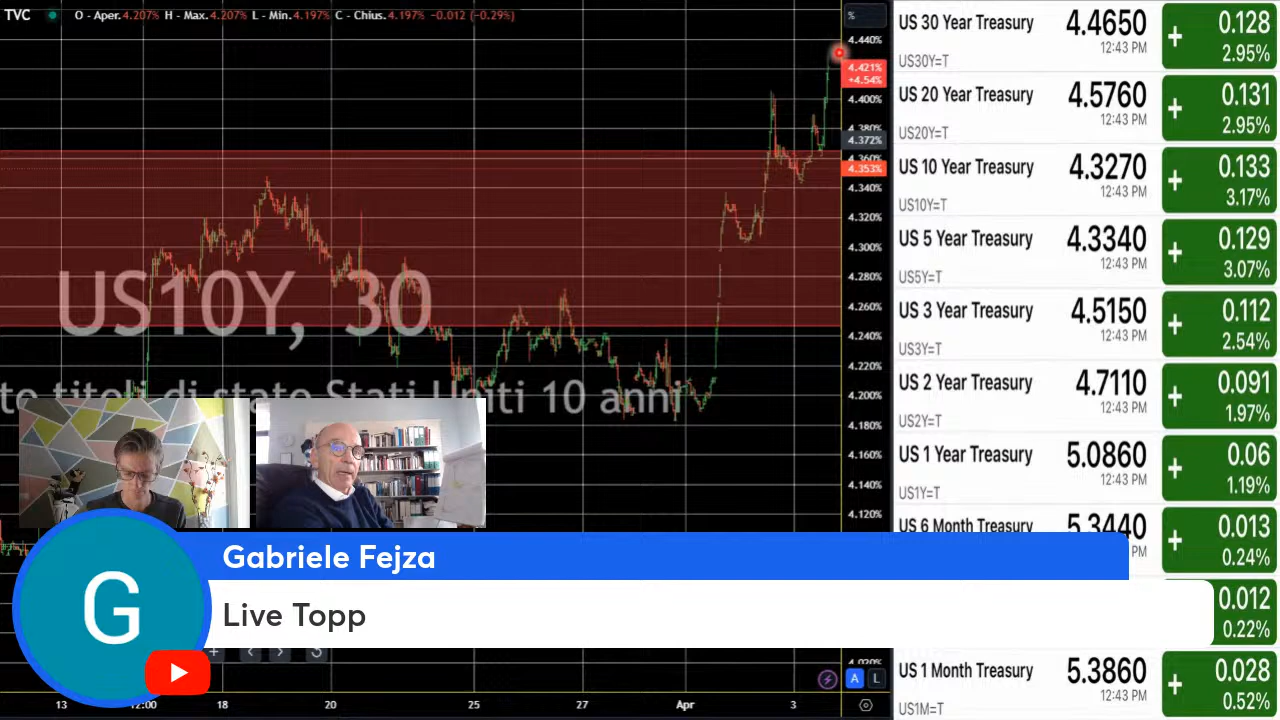 TVC O - Aper. 4.207% H - Max. 4.207% L - Min. 4.197% C - Chius. 4.197% -0.012 (-0.29%)
%
4.440%
4.421%
+4.54%
4.400%
4.380%
4.372%
4.360%
4.353%
4.340%
4.320%
4.300%
4.280%
4.260%
4.240%
4.220%
4.200%
4.180%
4.160%
4.140%
4.120%
4.020%
US10Y, 30
to titoli di stato Stati Uniti 10 anni
G
Gabriele Fejza
Live Topp
A L
13 12:00 18 20 25 27 Apr 3
US 30 Year Treasury 4.4650 + 0.128
US30Y=T 12:43 PM 2.95%
US 20 Year Treasury 4.5760 + 0.131
US20Y=T 12:43 PM 2.95%
US 10 Year Treasury 4.3270 + 0.133
US10Y=T 12:43 PM 3.17%
US 5 Year Treasury 4.3340 + 0.129
US5Y=T 12:43 PM 3.07%
US 3 Year Treasury 4.5150 + 0.112
US3Y=T 12:43 PM 2.54%
US 2 Year Treasury 4.7110 + 0.091
US2Y=T 12:43 PM 1.97%
US 1 Year Treasury 5.0860 + 0.06
US1Y=T 12:43 PM 1.19%
US 6 Month Treasury 5.3440 + 0.013
PM 0.24%
0.012
0.22%
US 1 Month Treasury 5.3860 + 0.028
US1M=T 12:43 PM 0.52%